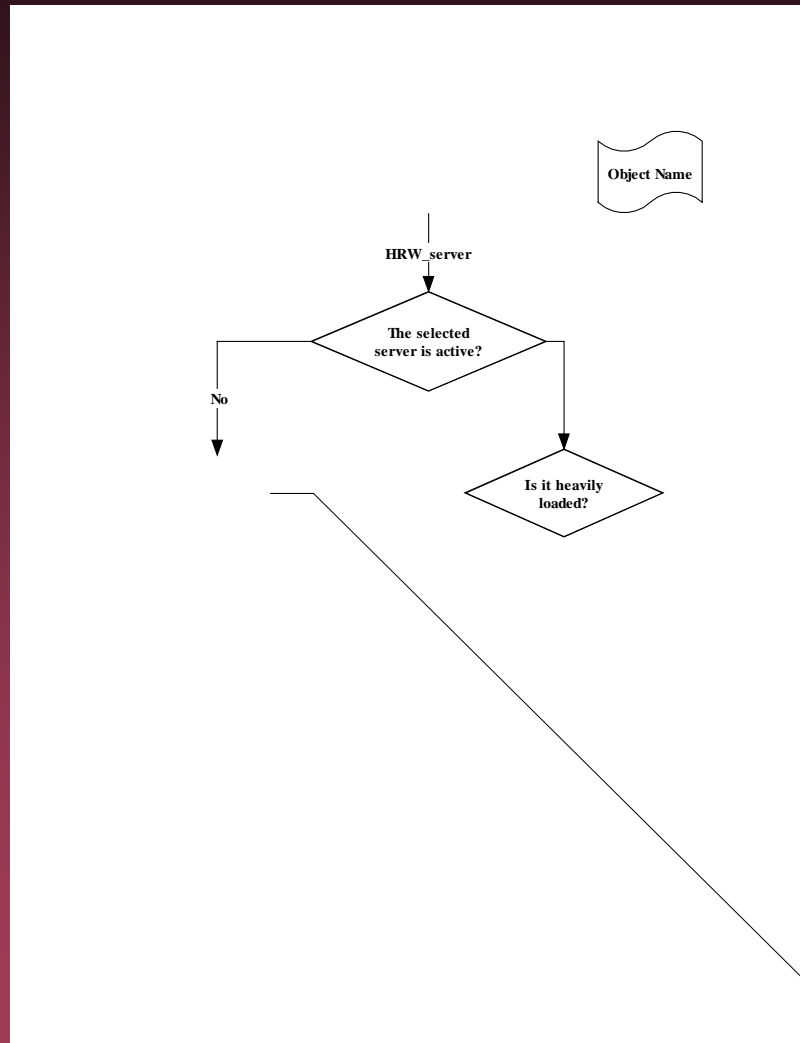 Object Name
HRW_server
The selected
server is active?
No
Is it heavily
loaded?